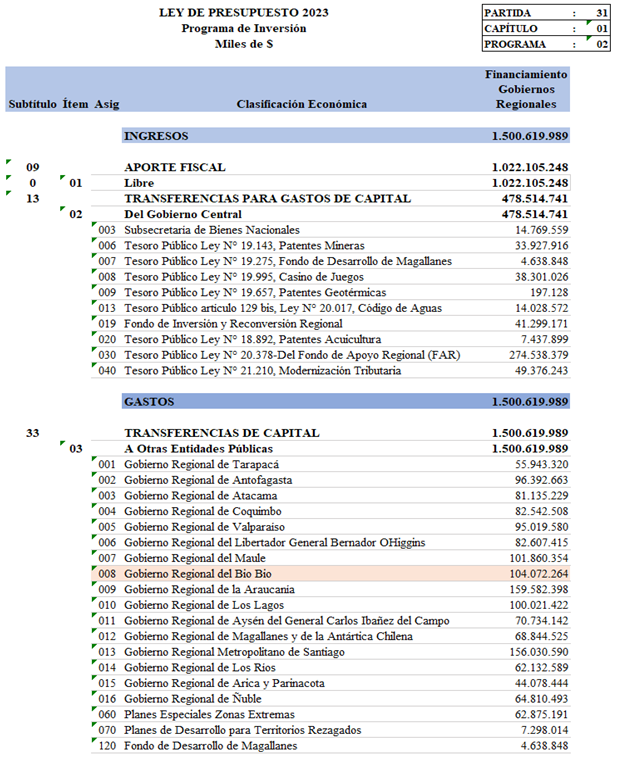 LEY DE PRESUPUESTO 2023
Programa de Inversión
Miles de $
PARTIDA : 31
CAPÍTULO : 01
PROGRAMA : 02
Financiamiento
Gobiernos
Subtítulo Ítem Asig Clasificación Económica Regionales
INGRESOS 1.500.619.989
09 APORTE FISCAL 1.022.105.248
0 01 Libre 1.022.105.248
13 TRANSFERENCIAS PARA GASTOS DE CAPITAL 478.514.741
02 Del Gobierno Central 478.514.741
003 Subsecretaria de Bienes Nacionales 14.769.559
006 Tesoro Público Ley N° 19.143, Patentes Mineras 33.927.916
007 Tesoro Público Ley N° 19.275, Fondo de Desarrollo de Magallanes 4.638.848
008 Tesoro Público Ley N° 19.995, Casino de Juegos 38.301.026
009 Tesoro Público Ley N° 19.657, Patentes Geotérmicas 197.128
013 Tesoro Público artículo 129 bis, Ley N° 20.017, Código de Aguas 14.028.572
019 Fondo de Inversión y Reconversión Regional 41.299.171
020 Tesoro Público Ley N° 18.892, Patentes Acuicultura 7.437.899
030 Tesoro Público Ley N° 20.378-Del Fondo de Apoyo Regional (FAR) 274.538.379
040 Tesoro Público Ley N° 21.210, Modernización Tributaria 49.376.243
GASTOS 1.500.619.989
33 TRANSFERENCIAS DE CAPITAL 1.500.619.989
03 A Otras Entidades Públicas 1.500.619.989
001 Gobierno Regional de Tarapacá 55.943.320
002 Gobierno Regional de Antofagasta 96.392.663
003 Gobierno Regional de Atacama 81.135.229
004 Gobierno Regional de Coquimbo 82.542.508
005 Gobierno Regional de Valparaíso 95.019.580
006 Gobierno Regional del Libertador General Bernador OHiggins 82.607.415
007 Gobierno Regional del Maule 101.860.354
008 Gobierno Regional del Bío Bío 104.072.264
009 Gobierno Regional de la Araucania 159.582.398
010 Gobierno Regional de Los Lagos 100.021.422
011 Gobierno Regional de Aysén del General Carlos Ibañez del Campo 70.734.142
012 Gobierno Regional de Magallanes y de la Antártica Chilena 68.844.525
013 Gobierno Regional Metropolitano de Santiago 156.030.590
014 Gobierno Regional de Los Ríos 62.132.589
015 Gobierno Regional de Arica y Parinacota 44.078.444
016 Gobierno Regional de Ñuble 64.810.493
060 Planes Especiales Zonas Extremas 62.875.191
070 Planes de Desarrollo para Territorios Rezagados 7.298.014
120 Fondo de Desarrollo de Magallanes 4.638.848